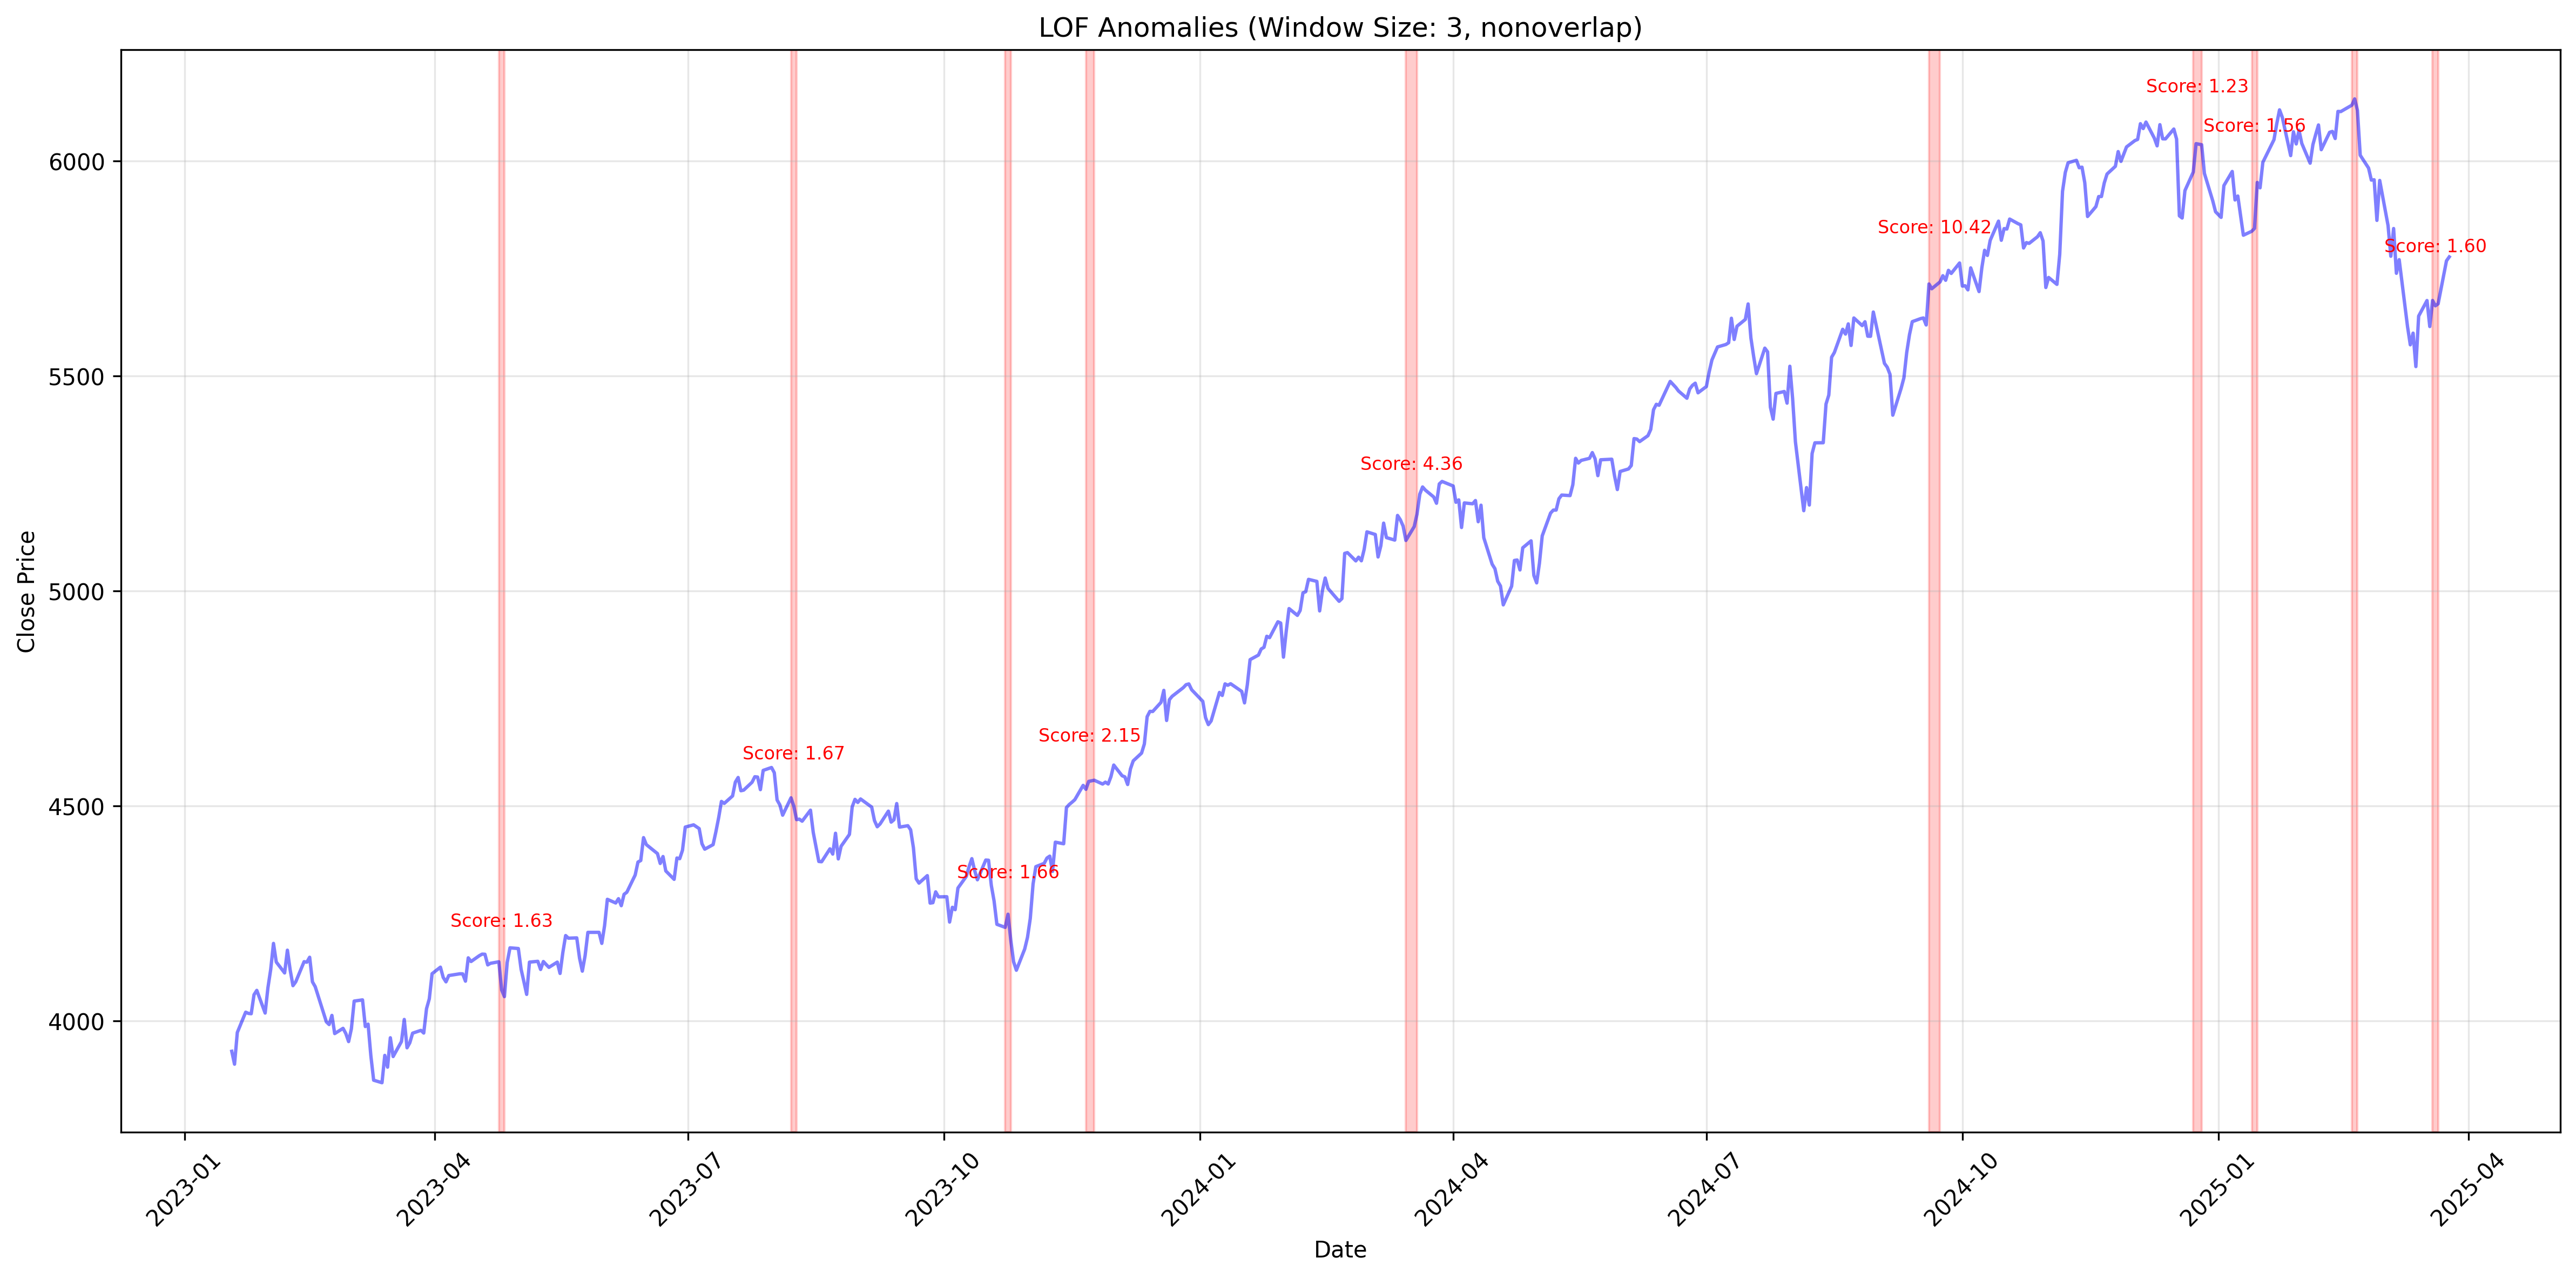 LOF Anomalies (Window Size: 3, nonoverlap)
Score: 1.23
Score: 1.56
Score: 10.42
Score: 1.60
Score: 4.36
Score: 2.15
Score: 1.67
Score: 1.66
Score: 1.63
Close Price
6000
5500
5000
4500
4000
2023-01
2023-04
2023-07
2023-10
2024-01
2024-04
2024-07
2024-10
2025-01
2025-04
Date